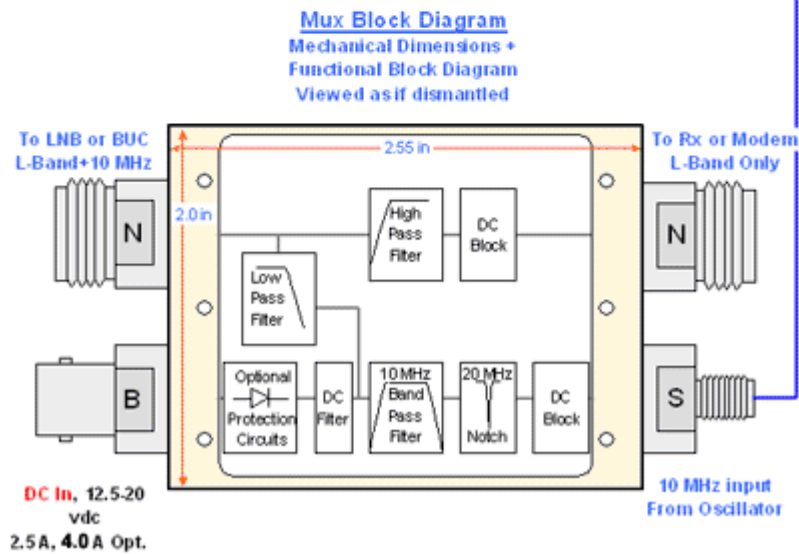 Mux Block Diagram
Mechanical Dimensions +
Functional Block Diagram
Viewed as if dismantled
To LNB or BUC
L-Band+10 MHz
2.55 in
To Rx or Modem
L-Band Only
2.0 in
N
High
Pass
Filter
DC
Block
N
Low
Pass
Filter
B
Optional
Protection
Circuits
DC
Filter
10 MHz
Band
Pass
Filter
20 MHz
Notch
DC
Block
S
DC In, 12.5-20
vdc
2.5 A, 4.0 A Opt.
10 MHz input
From Oscillator